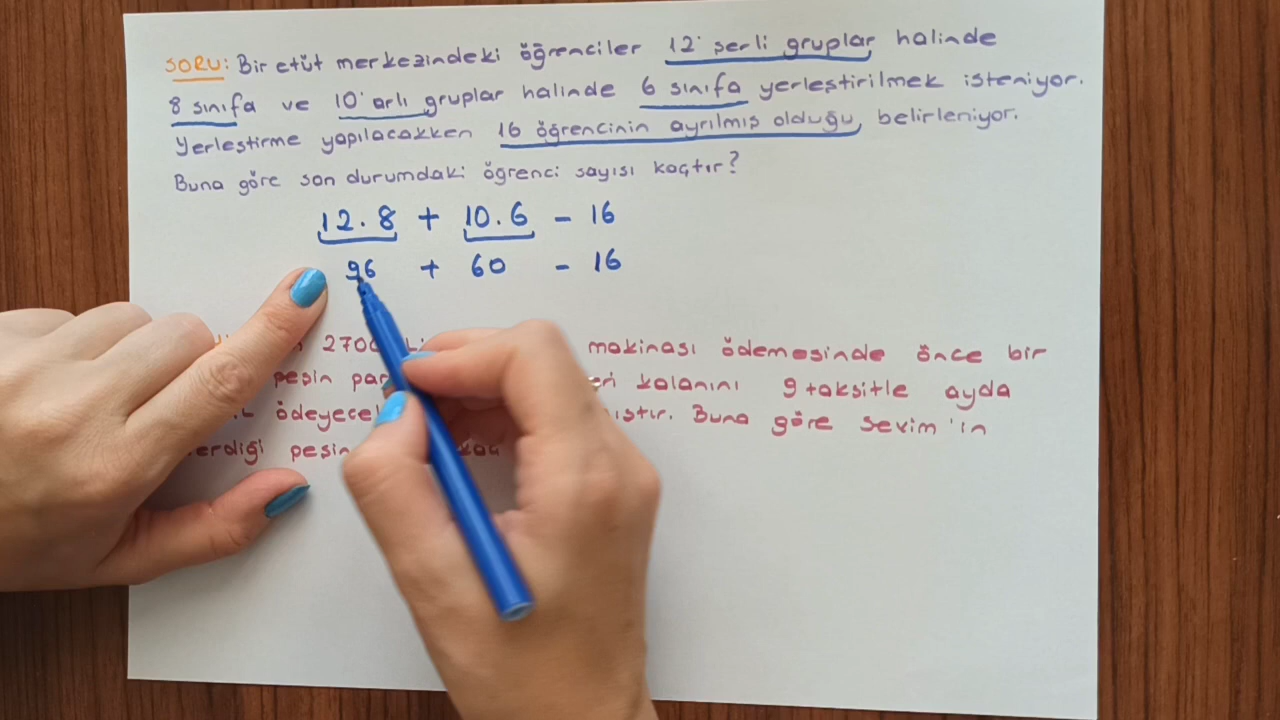 SORU: Bir etüt merkezindeki öğrenciler 12'şerli gruplar halinde
8 sınıfa ve 10'arlı gruplar halinde 6 sınıfa yerleştirilmek isteniyor.
Yerleştirme yapılacakken 16 öğrencinin ayrılmış olduğu belirleniyor.
Buna göre son durumdaki öğrenci sayısı kaçtır?
12.8 + 10.6 - 16
96 + 60 - 16
makinası ödemesinde önce bir
peşin kalanını 9 taksitle ayda
ödeyecek Buna göre Sevim'in
peşin